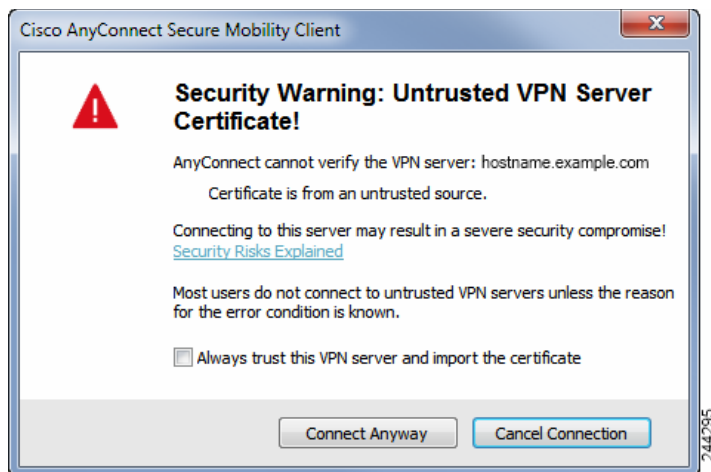 Cisco AnyConnect Secure Mobility Client
Security Warning: Untrusted VPN Server
Certificate!
AnyConnect cannot verify the VPN server: hostname.example.com
Certificate is from an untrusted source.
Connecting to this server may result in a severe security compromise!
Security Risks Explained
Most users do not connect to untrusted VPN servers unless the reason
for the error condition is known.
Always trust this VPN server and import the certificate
Connect Anyway
Cancel Connection
244295